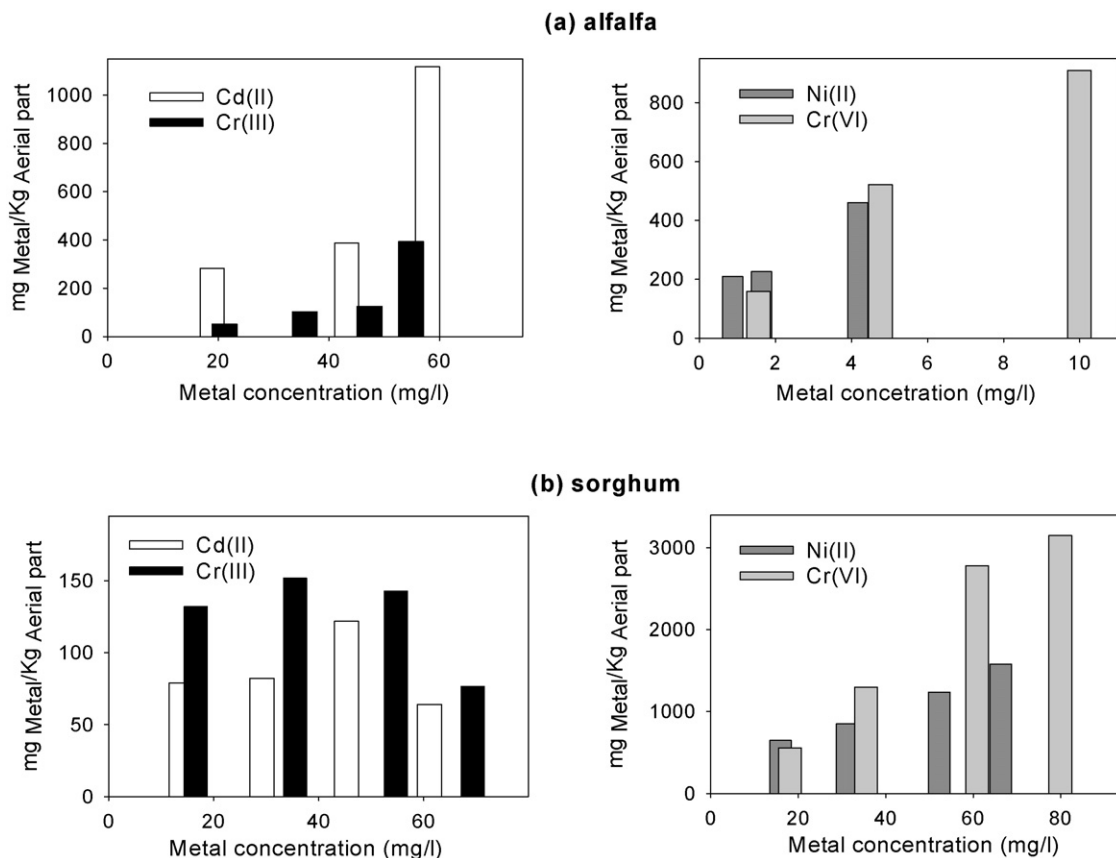 (a) alfalfa
mg Metal/Kg Aerial part
1000
800
600
400
200
0
Cd(II)
Cr(III)
0 20 40 60
Metal concentration (mg/l)
mg Metal/Kg Aerial part
800
600
400
200
0
Ni(II)
Cr(VI)
0 2 4 6 8 10
Metal concetration (mg/l)
(b) sorghum
mg Metal/Kg Aerial part
150
100
50
0
Cd(II)
Cr(III)
0 20 40 60
Metal concentration (mg/l)
mg Metal/Kg Aerial part
3000
2000
1000
0
Ni(II)
Cr(VI)
0 20 40 60 80
Metal concentration (mg/l)